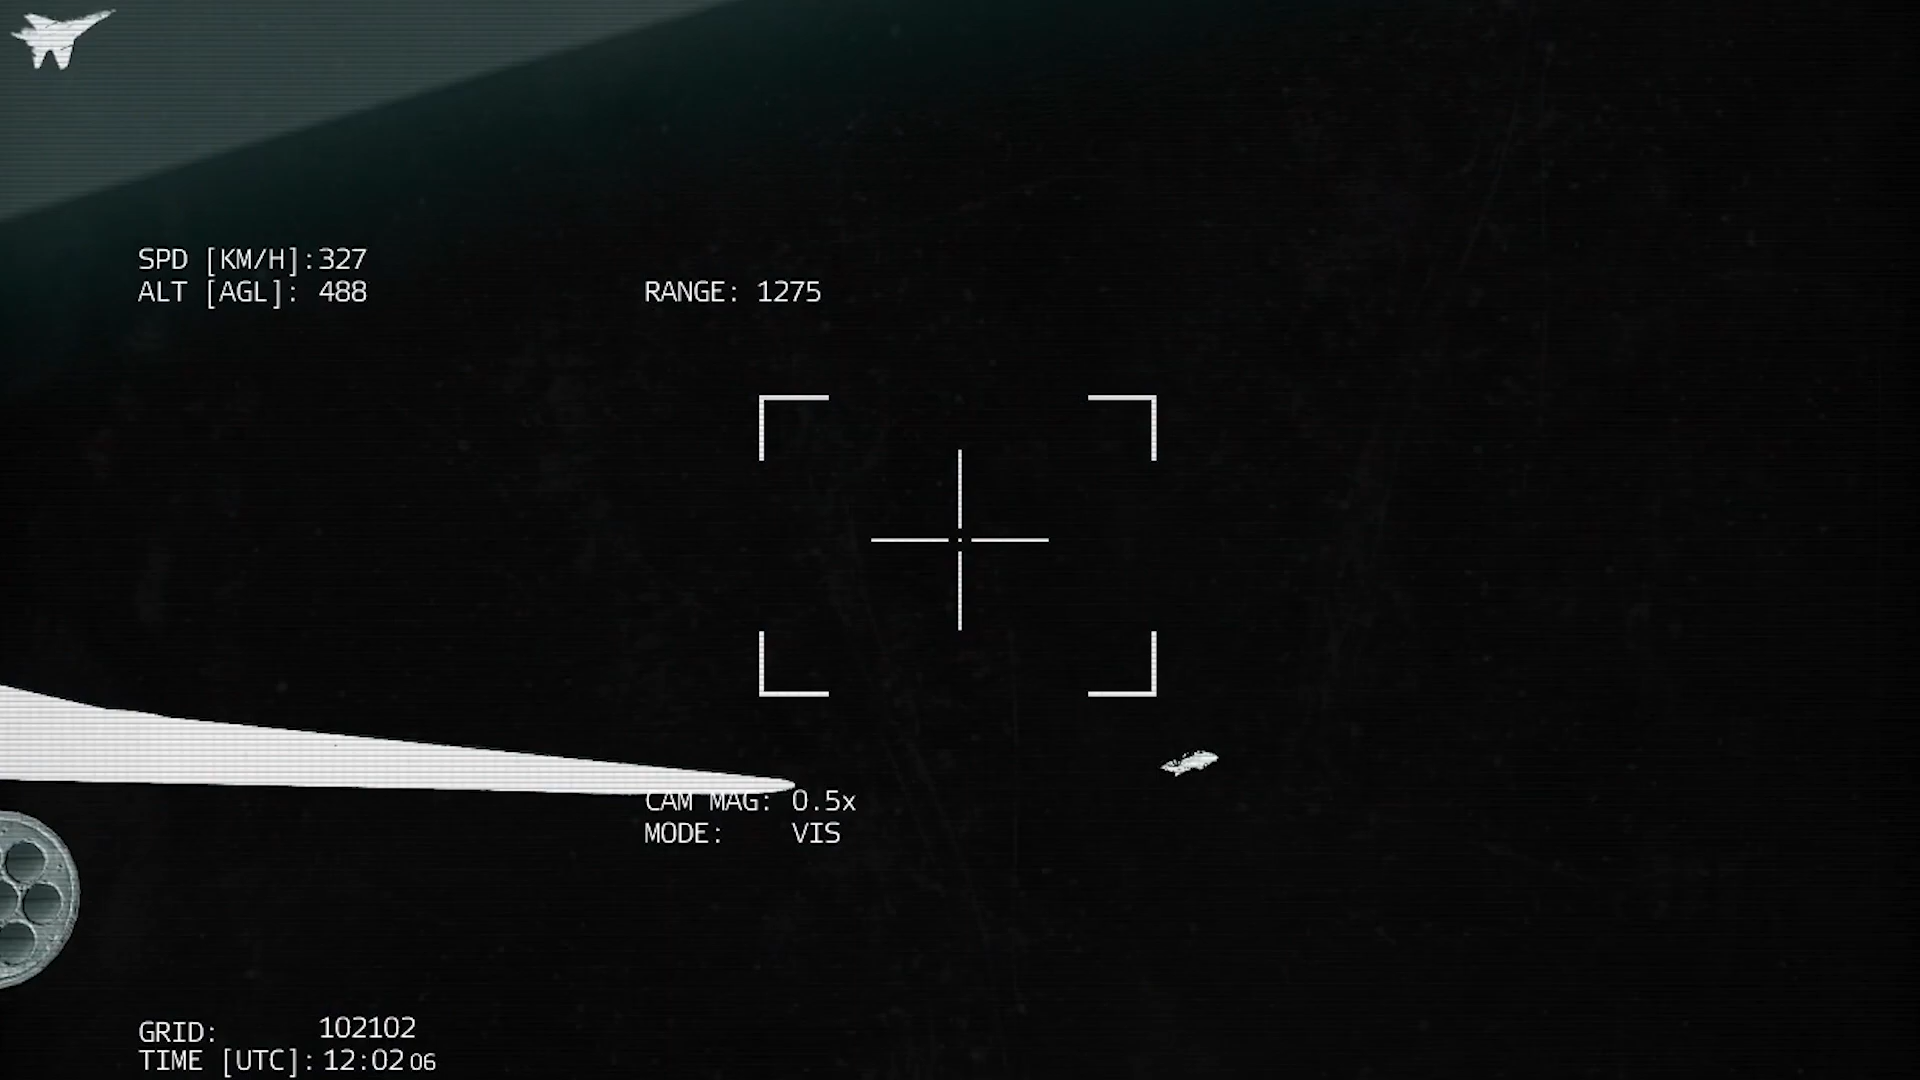 SPD [KM/H]:327
ALT [AGL]: 488
RANGE: 1275
CAM MAG: 0.5x
MODE: VIS
GRID: 102102
TIME [UTC]: 12:02 06